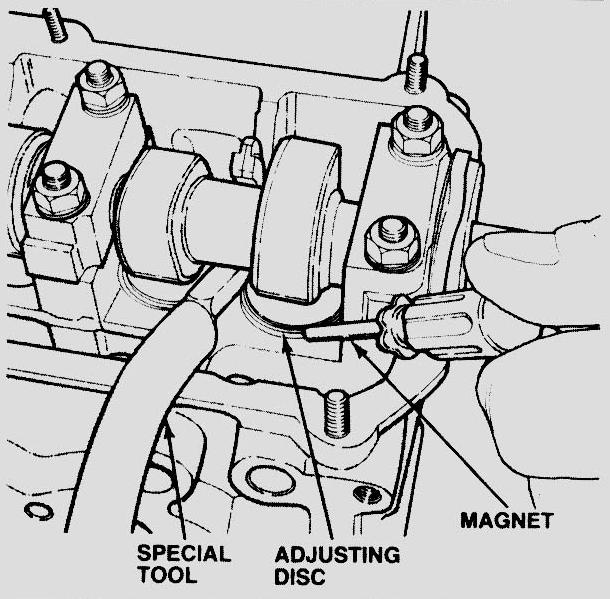 MAGNET
SPECIAL
TOOL
ADJUSTING
DISC